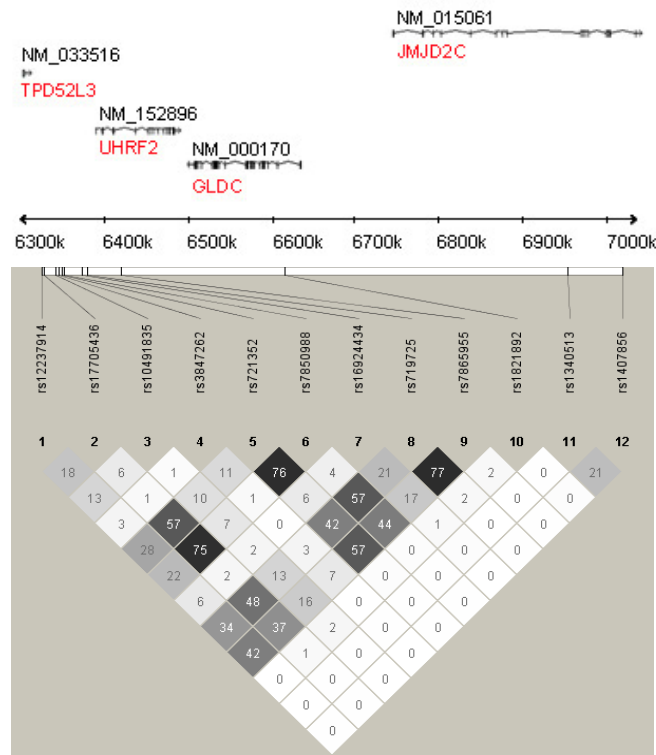 NM_015061
JMJD2C
NM_033516
TPD52L3
NM_152896
UHRF2
NM_000170
GLDC
6300k 6400k 6500k 6600k 6700k 6800k 6900k 7000k
rs12237914
rs17705436
rs10491835
rs3847262
rs721352
rs7850988
rs16924434
rs719725
rs7865955
rs1821892
rs1340513
rs1407856
1 2 3 4 5 6 7 8 9 10 11 12
18 6 1 11 76 4 21 77 2 0 21
13 1 10 1 6 57 17 2 0 0
3 57 7 0 42 44 1 0 0
28 75 2 3 57 0 0 0
22 2 13 7 0 0 0
6 48 16 0 0 0
34 37 2 0 0
42 1 0 0
0 0 0
0 0
0